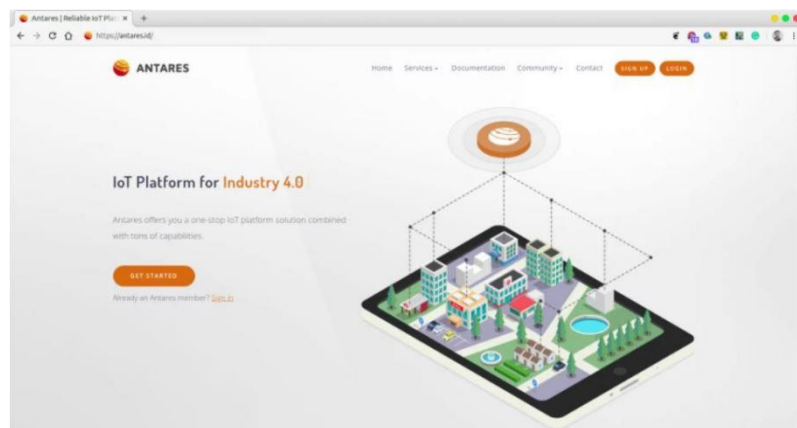 Antares | Reliable IoT Pla
https://antares.id/
ANTARES
Home Services Documentation Community Contact SIGN UP LOGIN
IoT Platform for Industry 4.0
Antares offers you a one-stop IoT platform solution combined
with tons of capabilities.
GET STARTED
Already an Antares member? Sign in